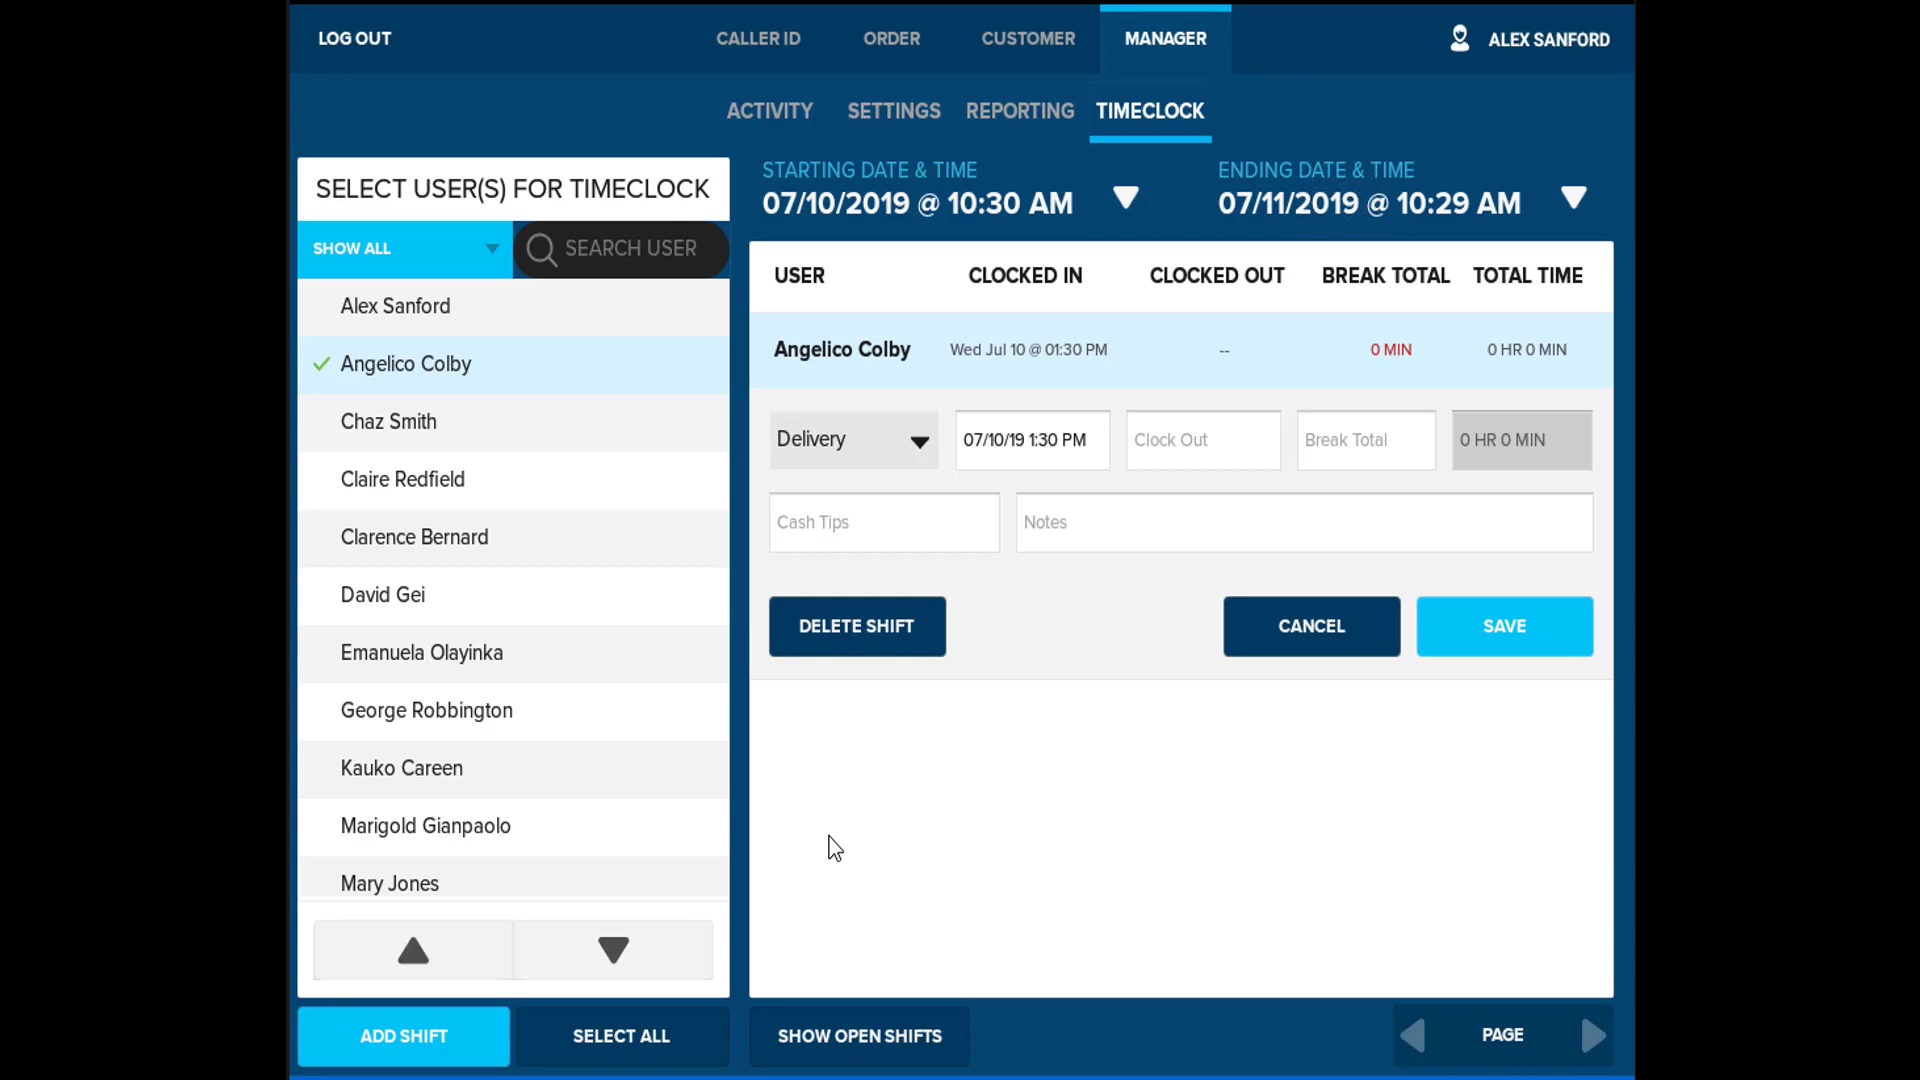 LOG OUT
CALLER ID
ORDER
CUSTOMER
MANAGER
ALEX SANFORD
ACTIVITY
SETTINGS
REPORTING
TIMECLOCK
SELECT USER(S) FOR TIMECLOCK
SHOW ALL
SEARCH USER
Alex Sanford
Angelico Colby
Chaz Smith
Claire Redfield
Clarence Bernard
David Gei
Emanuela Olayinka
George Robbington
Kauko Careen
Marigold Gianpaolo
Mary Jones
ADD SHIFT
SELECT ALL
STARTING DATE & TIME
07/10/2019 @ 10:30 AM
ENDING DATE & TIME
07/11/2019 @ 10:29 AM
USER
CLOCKED IN
CLOCKED OUT
BREAK TOTAL
TOTAL TIME
Angelico Colby
Wed Jul 10 @ 01:30 PM
--
0 MIN
0 HR 0 MIN
Delivery
07/10/19 1:30 PM
Clock Out
Break Total
0 HR 0 MIN
Cash Tips
Notes
DELETE SHIFT
CANCEL
SAVE
SHOW OPEN SHIFTS
PAGE